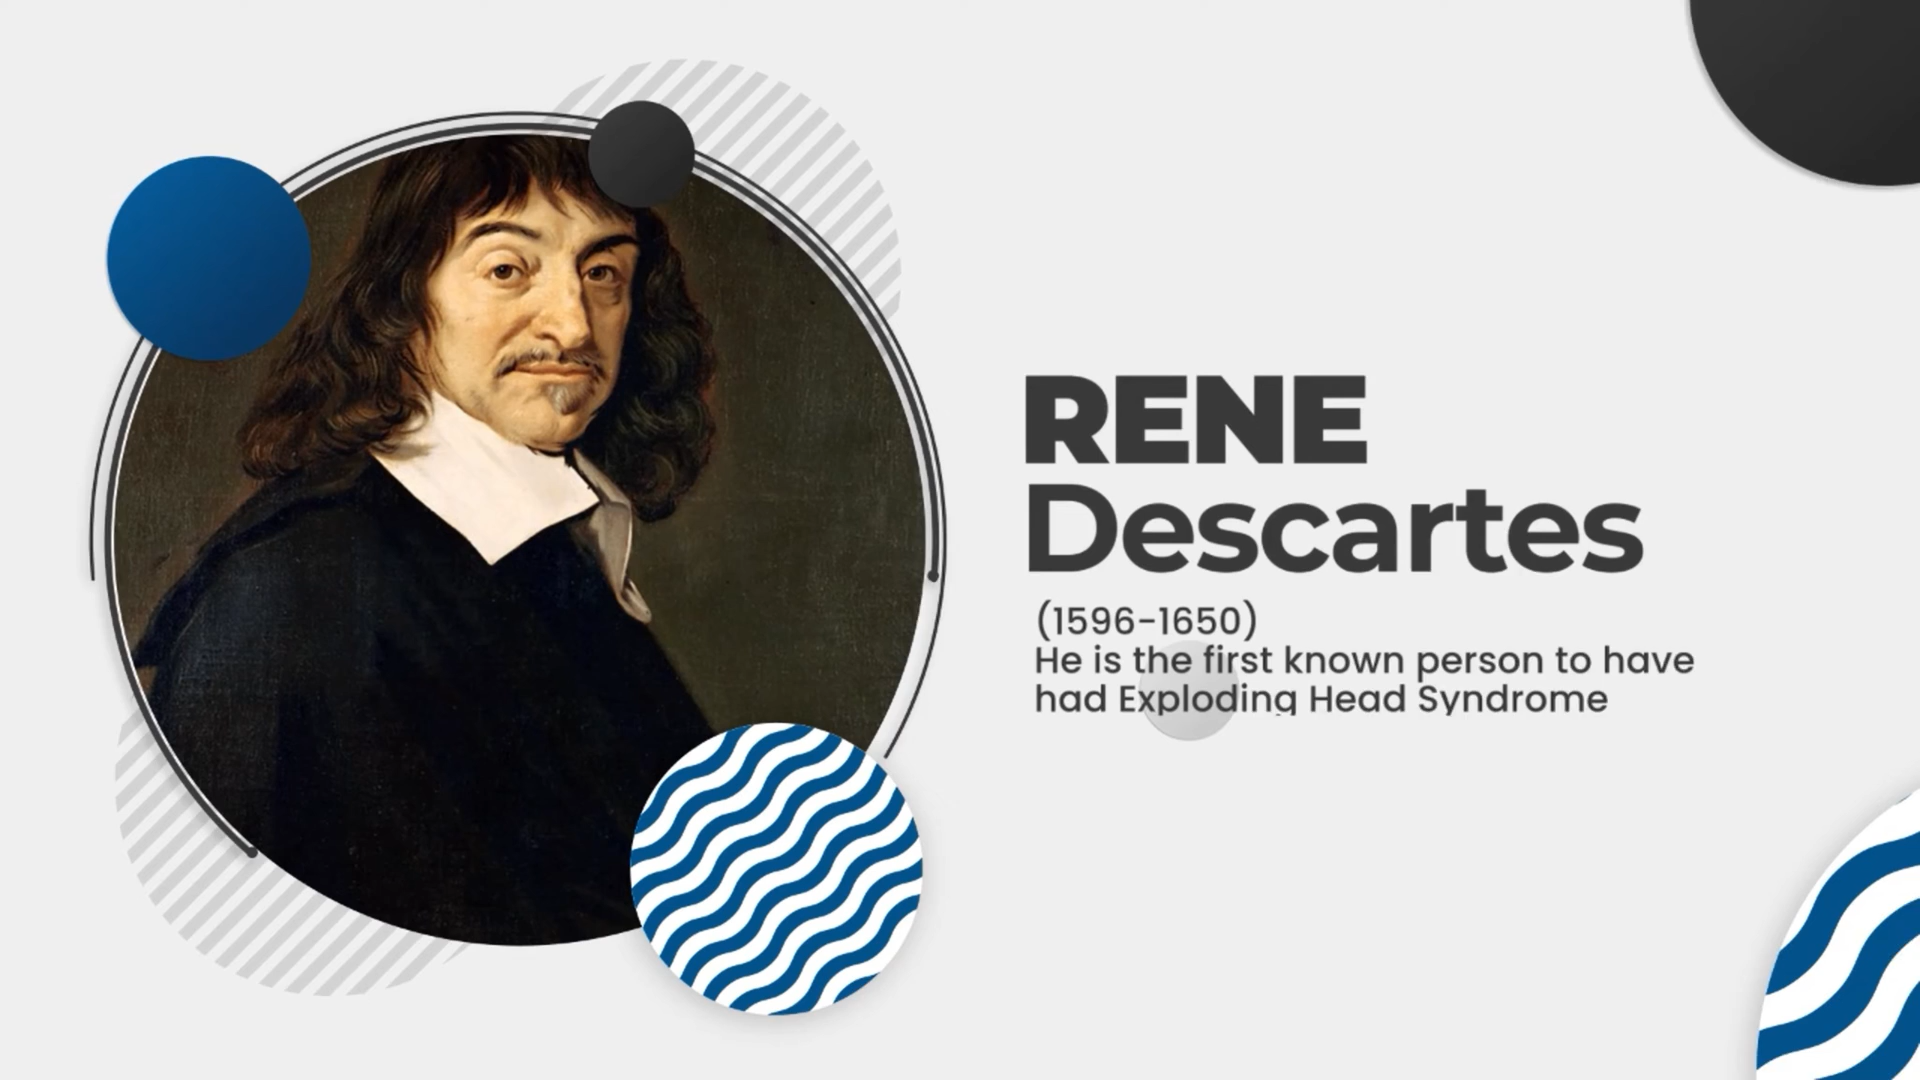 RENE
Descartes
(1596-1650)
He is the first known person to have
had Exploding Head Syndrome